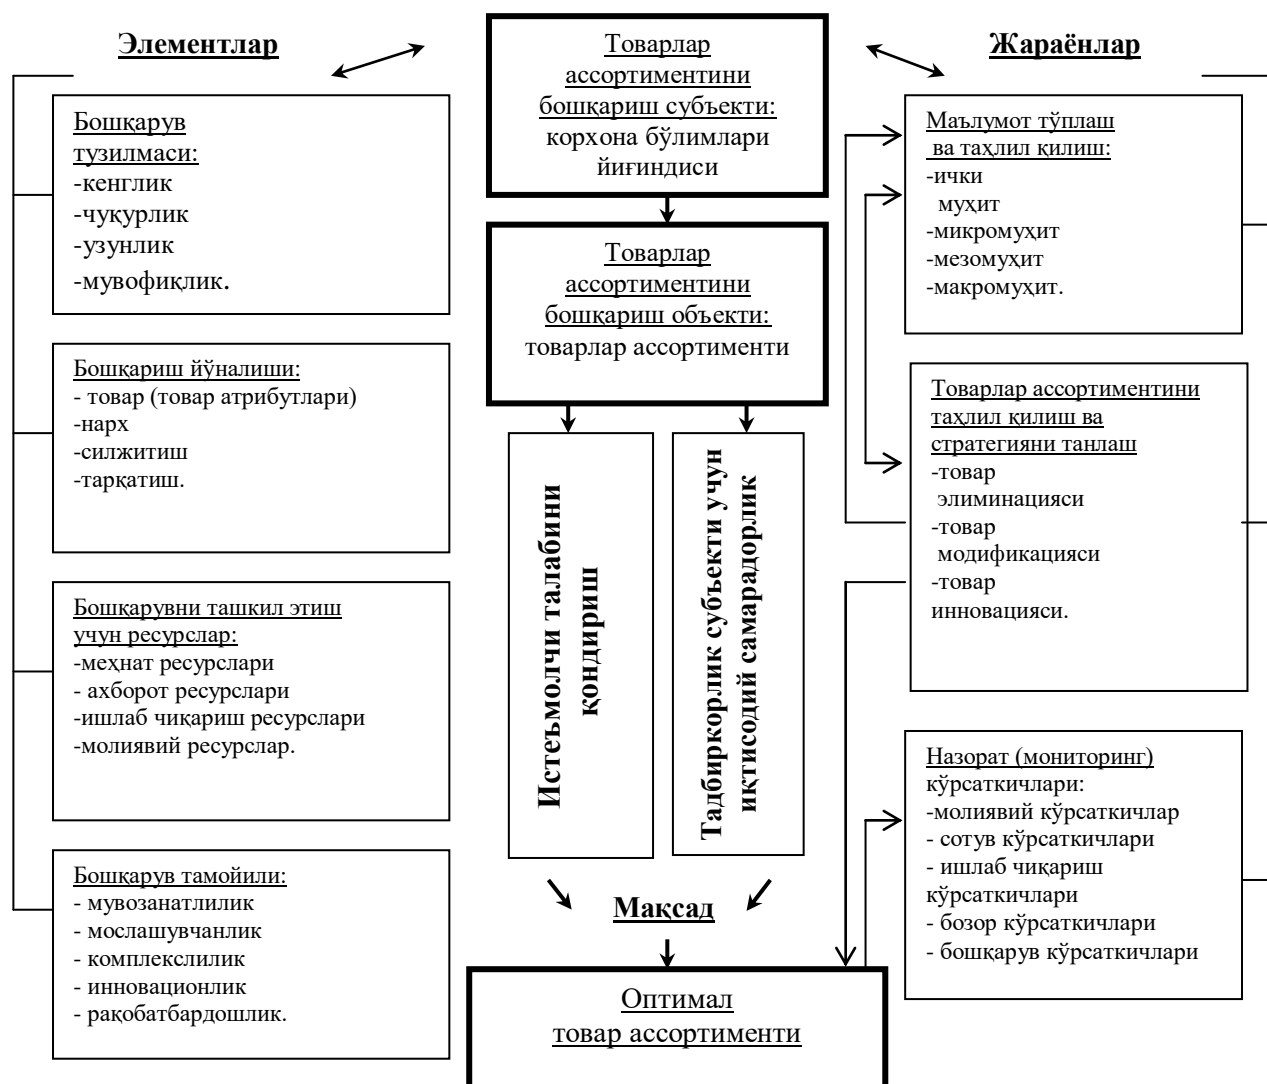 Элементлар
Бошқарув
тузилмаси:
-кенглик
-чуқурлик
-узунлик
-мувофиқлик.
Бошқариш йўналиши:
- товар (товар атрибутлари)
-нарх
-силжитиш
-тарқатиш.
Бошқарувни ташкил этиш
учун ресурслар:
-меҳнат ресурслари
- ахборот ресурслари
-ишлаб чиқариш ресурслари
-молиявий ресурслар.
Бошқарув тамойили:
- мувозанатлилик
- мослашувчанлик
- комплекслилик
- инновационлик
- рақобатбардошлик.
Товарлар
ассортиментини
бошқариш субъекти:
корхона бўлимлари
йиғиндиси
Товарлар
ассортиментини
бошқариш объекти:
товарлар ассортименти
Истеъмолчи талабини
қондириш
Тадбиркорлик субъекти учун
иқтисодий самарадорлик
Мақсад
Оптимал
товар ассортименти
Жараёнлар
Маълумот тўплаш
ва таҳлил қилиш:
-ички
муҳит
-микромуҳит
-мезомуҳит
-макромуҳит.
Товарлар ассортиментини
таҳлил қилиш ва
стратегияни танлаш
-товар
элиминацияси
-товар
модификацияси
-товар
инновацияси.
Назорат (мониторинг)
кўрсаткичлари:
-молиявий кўрсаткичлар
- сотув кўрсаткичлари
- ишлаб чиқариш
кўрсаткичлари
- бозор кўрсаткичлари
- бошқарув кўрсаткичлари